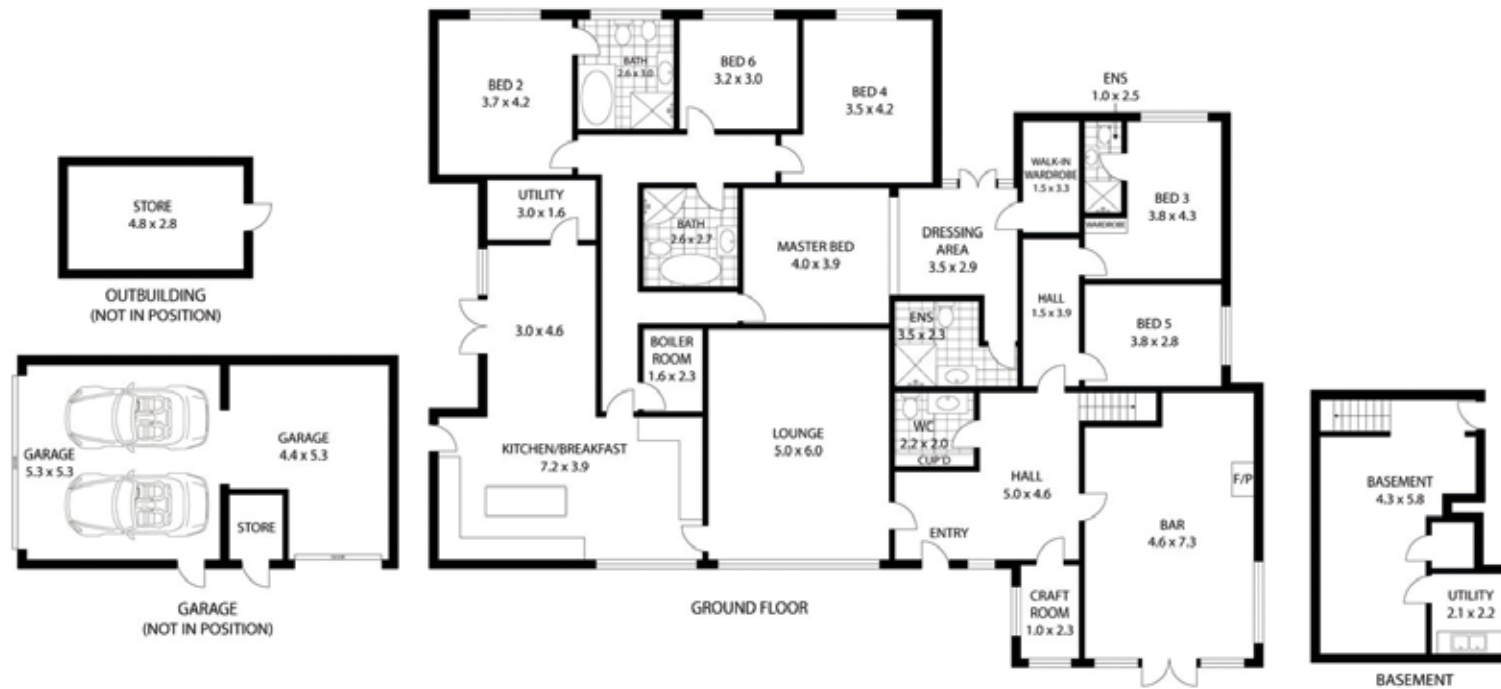 STORE
4.8 x 2.8
OUTBUILDING
(NOT IN POSITION)
GARAGE
5.3 x 5.3
GARAGE
4.4 x 5.3
STORE
GARAGE
(NOT IN POSITION)
BED 2
3.7 x 4.2
BATH
2.6 x 3.0
BED 6
3.2 x 3.0
BED 4
3.5 x 4.2
UTILITY
3.0 x 1.6
BATH
2.6 x 2.7
MASTER BED
4.0 x 3.9
DRESSING
AREA
3.5 x 2.9
WALK-IN
WARDROBE
1.5 x 3.3
ENS
1.0 x 2.5
BED 3
3.8 x 4.3
WARDROBE
HALL
1.5 x 3.9
BED 5
3.8 x 2.8
3.0 x 4.6
BOILER
ROOM
1.6 x 2.3
ENS
3.5 x 2.3
KITCHEN/BREAKFAST
7.2 x 3.9
LOUNGE
5.0 x 6.0
WC
2.2 x 2.0
CUP'D
HALL
5.0 x 4.6
ENTRY
F/P
BAR
4.6 x 7.3
CRAFT
ROOM
1.0 x 2.3
GROUND FLOOR
BASEMENT
4.3 x 5.8
UTILITY
2.1 x 2.2
BASEMENT